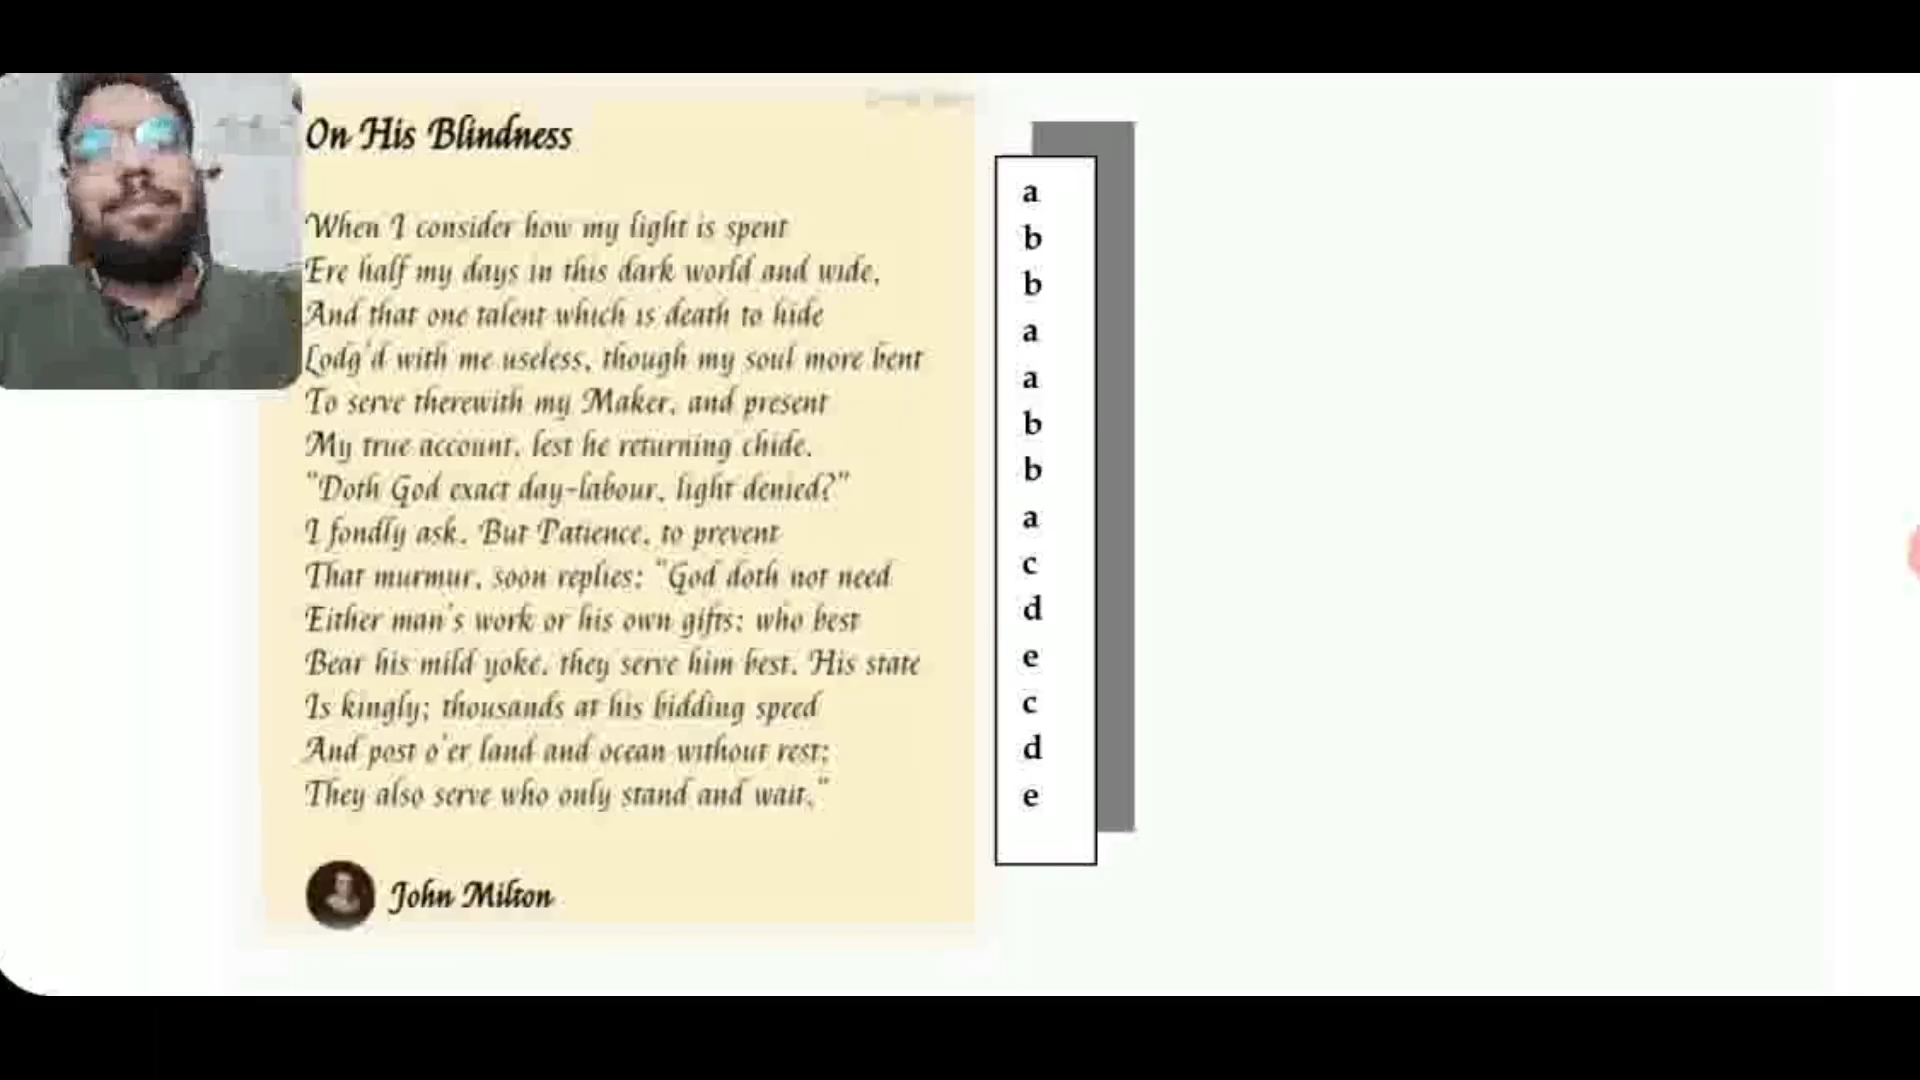 On His Blindness
When I consider how my light is spent
Ere half my days in this dark world and wide,
And that one talent which is death to hide
Lodg'd with me useless, though my soul more bent
To serve therewith my Maker, and present
My true account, lest he returning chide,
"Doth God exact day-labour, light denied?"
I fondly ask. But Patience, to prevent
That murmur, soon replies: "God doth not need
Either man's work or his own gifts: who best
Bear his mild yoke, they serve him best. His state
Is kingly; thousands at his bidding speed
And post o'er land and ocean without rest:
They also serve who only stand and wait."
John Milton
a
b
b
a
a
b
b
a
c
d
e
c
d
e